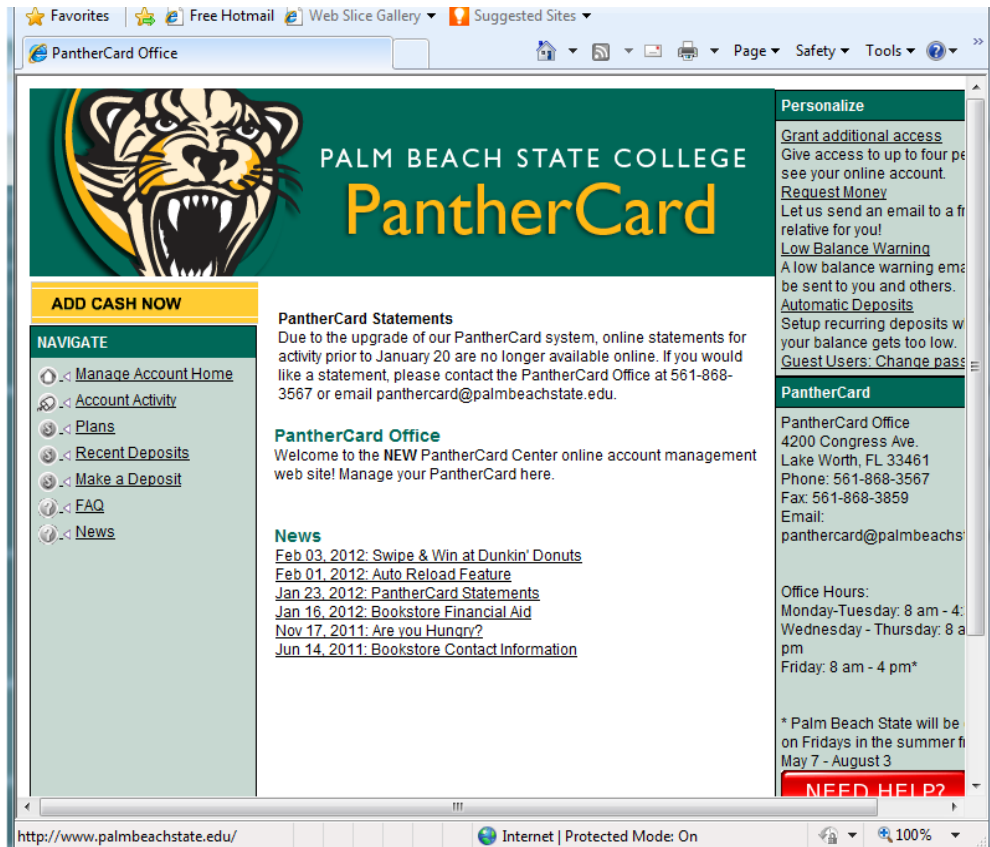 Favorites Free Hotmail Web Slice Gallery Suggested Sites
PantherCard Office
Page Safety Tools
PALM BEACH STATE COLLEGE
PantherCard
ADD CASH NOW
NAVIGATE
Manage Account Home
Account Activity
Plans
Recent Deposits
Make a Deposit
FAQ
News
PantherCard Statements
Due to the upgrade of our PantherCard system, online statements for
activity prior to January 20 are no longer available online. If you would
like a statement, please contact the PantherCard Office at 561-868-
3567 or email panthercard@palmbeachstate.edu.
PantherCard Office
Welcome to the NEW PantherCard Center online account management
web site! Manage your PantherCard here.
News
Feb 03, 2012: Swipe & Win at Dunkin' Donuts
Feb 01, 2012: Auto Reload Feature
Jan 23, 2012: PantherCard Statements
Jan 16, 2012: Bookstore Financial Aid
Nov 17, 2011: Are you Hungry?
Jun 14, 2011: Bookstore Contact Information
Personalize
Grant additional access
Give access to up to four pe
see your online account.
Request Money
Let us send an email to a fr
relative for you!
Low Balance Warning
A low balance warning ema
be sent to you and others.
Automatic Deposits
Setup recurring deposits w
your balance gets too low.
Guest Users: Change pass
PantherCard
PantherCard Office
4200 Congress Ave.
Lake Worth, FL 33461
Phone: 561-868-3567
Fax: 561-868-3859
Email:
panthercard@palmbeachs
Office Hours:
Monday-Tuesday: 8 am - 4:
Wednesday - Thursday: 8 a
pm
Friday: 8 am - 4 pm*
* Palm Beach State will be
on Fridays in the summer f
May 7 - August 3
NEED HELP?
http://www.palmbeachstate.edu/ Internet | Protected Mode: On 100%